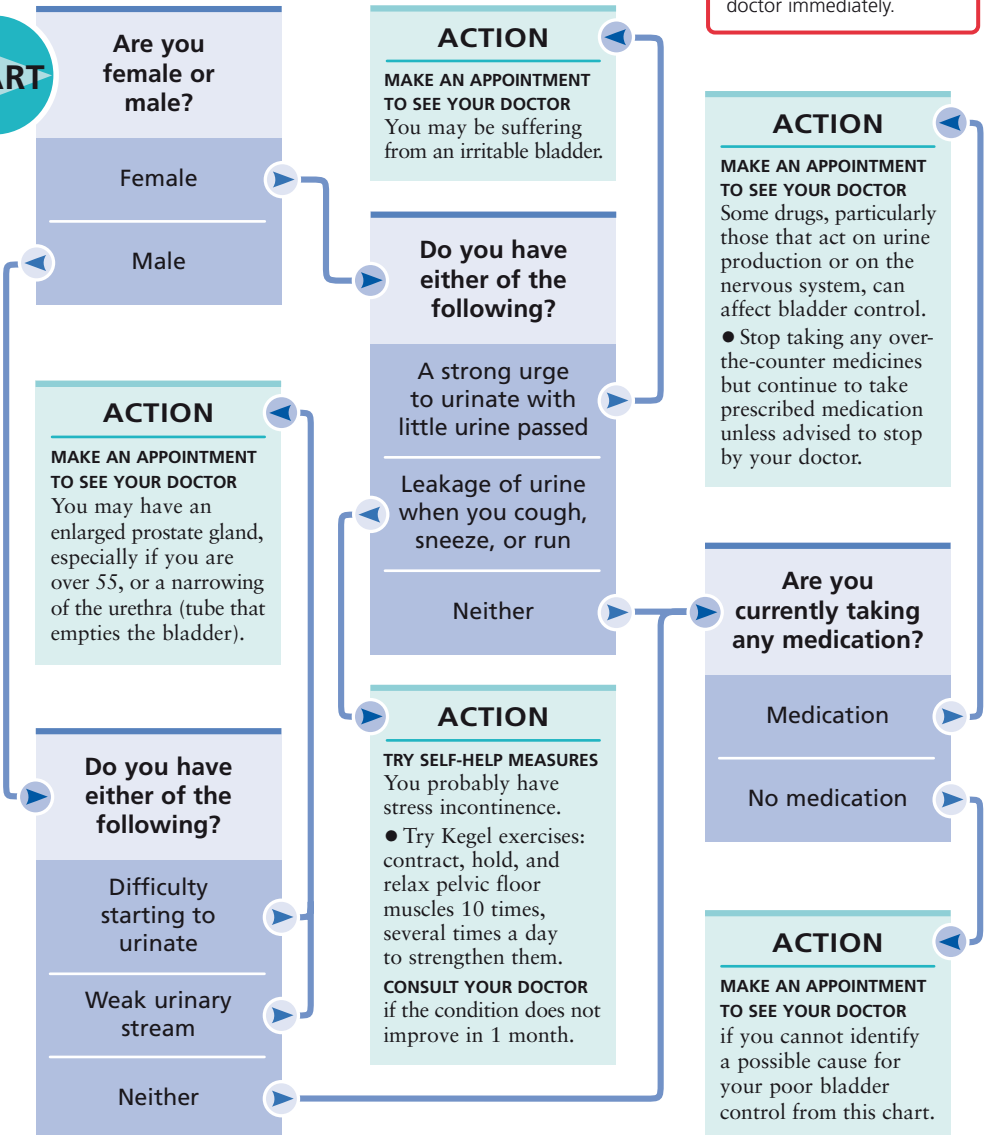 ART
Are you
female or
male?
Female
Male
ACTION
MAKE AN APPOINTMENT
TO SEE YOUR DOCTOR
You may be suffering
from an irritable bladder.
doctor immediately.
Do you have
either of the
following?
A strong urge
to urinate with
little urine passed
Leakage of urine
when you cough,
sneeze, or run
Neither
ACTION
MAKE AN APPOINTMENT
TO SEE YOUR DOCTOR
Some drugs, particularly
those that act on urine
production or on the
nervous system, can
affect bladder control.
● Stop taking any over-
the-counter medicines
but continue to take
prescribed medication
unless advised to stop
by your doctor.
ACTION
MAKE AN APPOINTMENT
TO SEE YOUR DOCTOR
You may have an
enlarged prostate gland,
especially if you are
over 55, or a narrowing
of the urethra (tube that
empties the bladder).
Are you
currently taking
any medication?
Medication
No medication
Do you have
either of the
following?
Difficulty
starting to
urinate
Weak urinary
stream
Neither
ACTION
TRY SELF-HELP MEASURES
You probably have
stress incontinence.
● Try Kegel exercises:
contract, hold, and
relax pelvic floor
muscles 10 times,
several times a day
to strengthen them.
CONSULT YOUR DOCTOR
if the condition does not
improve in 1 month.
ACTION
MAKE AN APPOINTMENT
TO SEE YOUR DOCTOR
if you cannot identify
a possible cause for
your poor bladder
control from this chart.